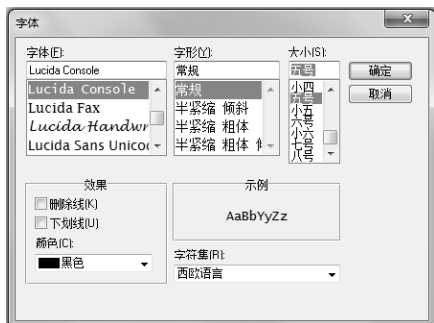 字体
字体(F):
字形(Y):
大小(S):
Lucida Console
常规
五号
确定
取消
Lucida Console
Lucida Fax
Lucida Handwr
Lucida Sans Unicod
常规
半紧缩 倾斜
半紧缩 粗体
半紧缩 粗体 倾
小四
五号
小五
六号
小六
七号
八号
效果
删除线(K)
下划线(U)
颜色(C):
黑色
示例
AaBbYyZz
字符集(R):
西欧语言